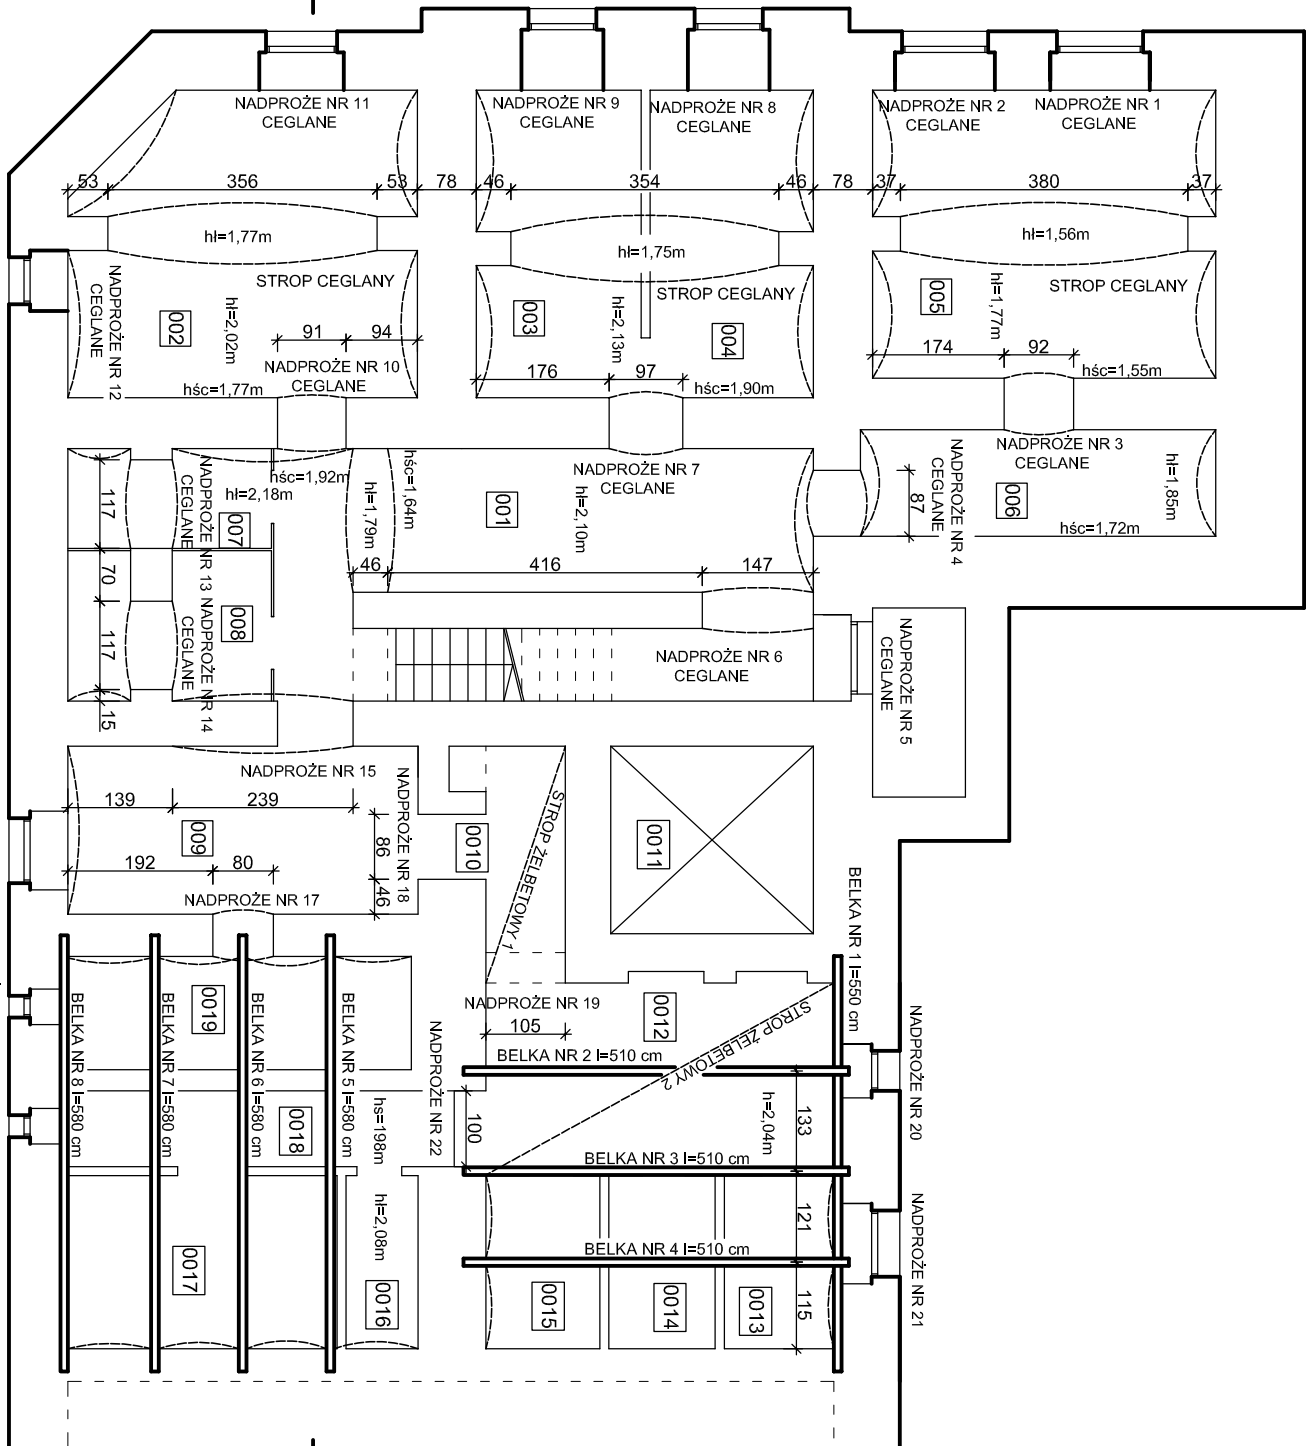 NADPROŻE NR 11
CEGLANE
NADPROŻE NR 9
CEGLANE
NADPROŻE NR 8
CEGLANE
NADPROŻE NR 2
CEGLANE
NADPROŻE NR 1
CEGLANE
53
356
53
78
46
354
46
78
37
380
37
hł=1,77m
hł=1,75m
hł=1,56m
STROP CEGLANY
STROP CEGLANY
STROP CEGLANY
NADPROŻE NR 12
CEGLANE
002
hł=2,02m
91
94
NADPROŻE NR 10
CEGLANE
hśc=1,77m
003
hł=2,13m
004
176
97
hśc=1,90m
005
hł=1,77m
174
92
hśc=1,55m
NADPROŻE NR 3
CEGLANE
NADPROŻE NR 4
CEGLANE
87
006
hł=1,85m
hśc=1,72m
117
70
117
15
NADPROŻE NR 13
CEGLANE
NADPROŻE NR 14
CEGLANE
hśc=1,92m
hł=2,18m
007
008
hł=1,79m
hśc=1,64m
001
NADPROŻE NR 7
CEGLANE
hł=2,10m
46
416
147
NADPROŻE NR 6
CEGLANE
NADPROŻE NR 5
CEGLANE
NADPROŻE NR 15
139
239
009
192
80
NADPROŻE NR 17
NADPROŻE NR 18
86
46
0010
STROP ŻELBETOWY 1
0011
BELKA NR 1 l=550 cm
NADPROŻE NR 19
105
0012
STROP ŻELBETOWY 2
BELKA NR 2 l=510 cm
NADPROŻE NR 20
BELKA NR 8 l=580 cm
BELKA NR 7 l=580 cm
0019
BELKA NR 6 l=580 cm
0018
BELKA NR 5 l=580 cm
hs=198m
NADPROŻE NR 22
100
h=2,04m
133
BELKA NR 3 l=510 cm
121
NADPROŻE NR 21
hł=2,08m
BELKA NR 4 l=510 cm
0017
0016
0015
0014
0013
115